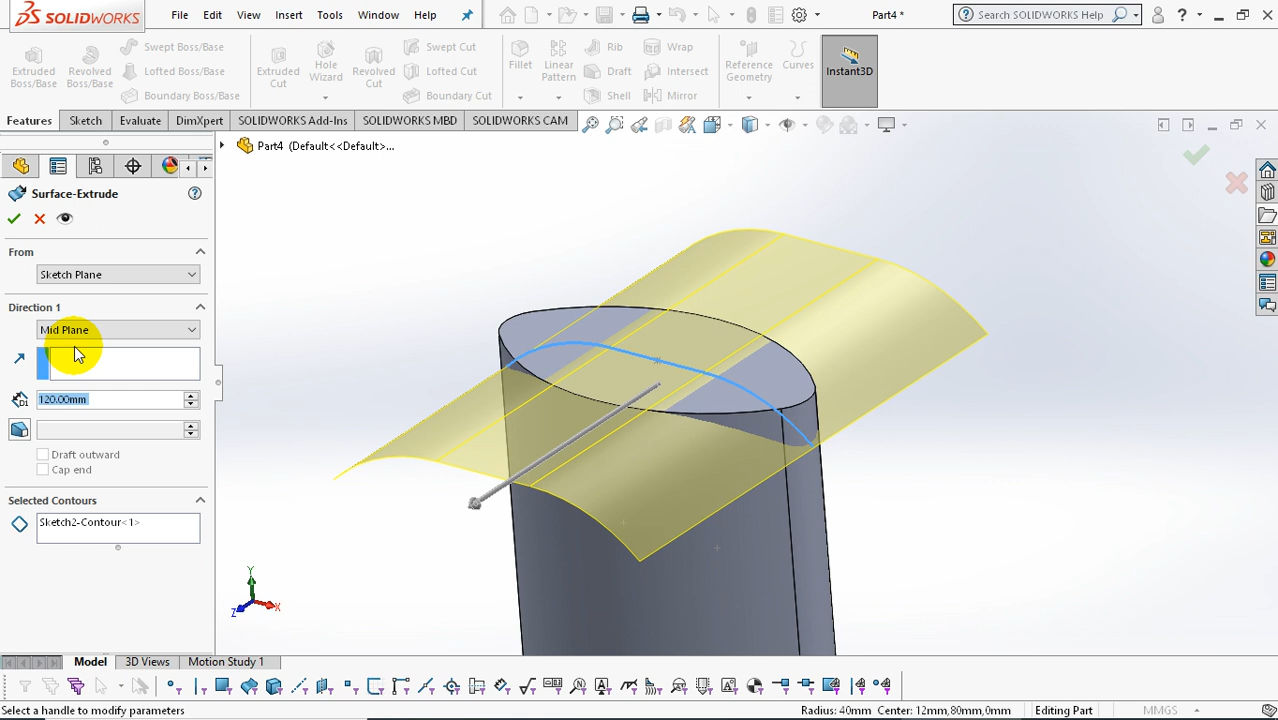 SOLIDWORKS File Edit View Insert Tools Window Help Part4 * Search SOLIDWORKS Help ?
Extruded Boss/Base
Revolved Boss/Base
Swept Boss/Base
Lofted Boss/Base
Boundary Boss/Base
Extruded Cut
Hole Wizard
Revolved Cut
Swept Cut
Lofted Cut
Boundary Cut
Fillet
Linear Pattern
Rib
Draft
Shell
Wrap
Intersect
Mirror
Reference Geometry
Curves
Instant3D
Features Sketch Evaluate DimXpert SOLIDWORKS Add-Ins SOLIDWORKS MBD SOLIDWORKS CAM
Part4 (Default<<Default>...
Surface-Extrude
From
Sketch Plane
Direction 1
Mid Plane
D1 120.00mm
Draft outward
Cap end
Selected Contours
Sketch2-Contour<1>
Y
Z X
Model 3D Views Motion Study 1
Select a handle to modify parameters Radius: 40mm Center: 12mm,80mm,0mm Editing Part MMGS